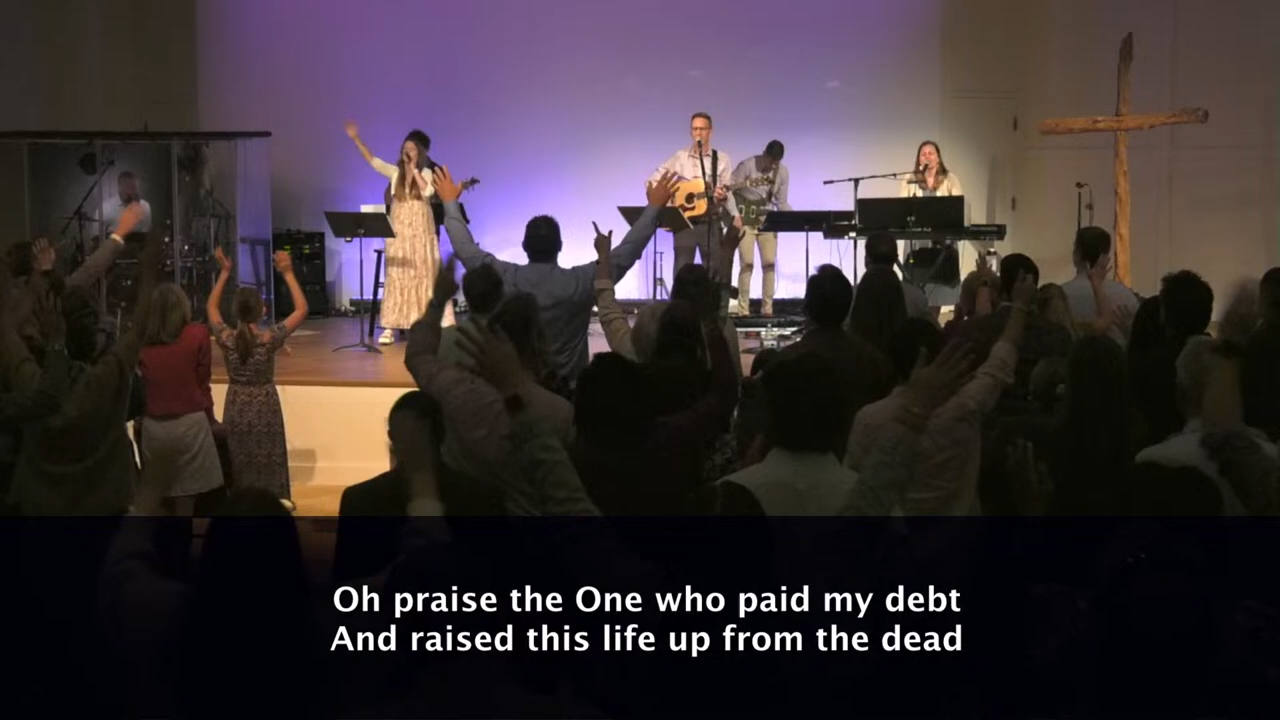 Oh praise the One who paid my debt
And raised this life up from the dead